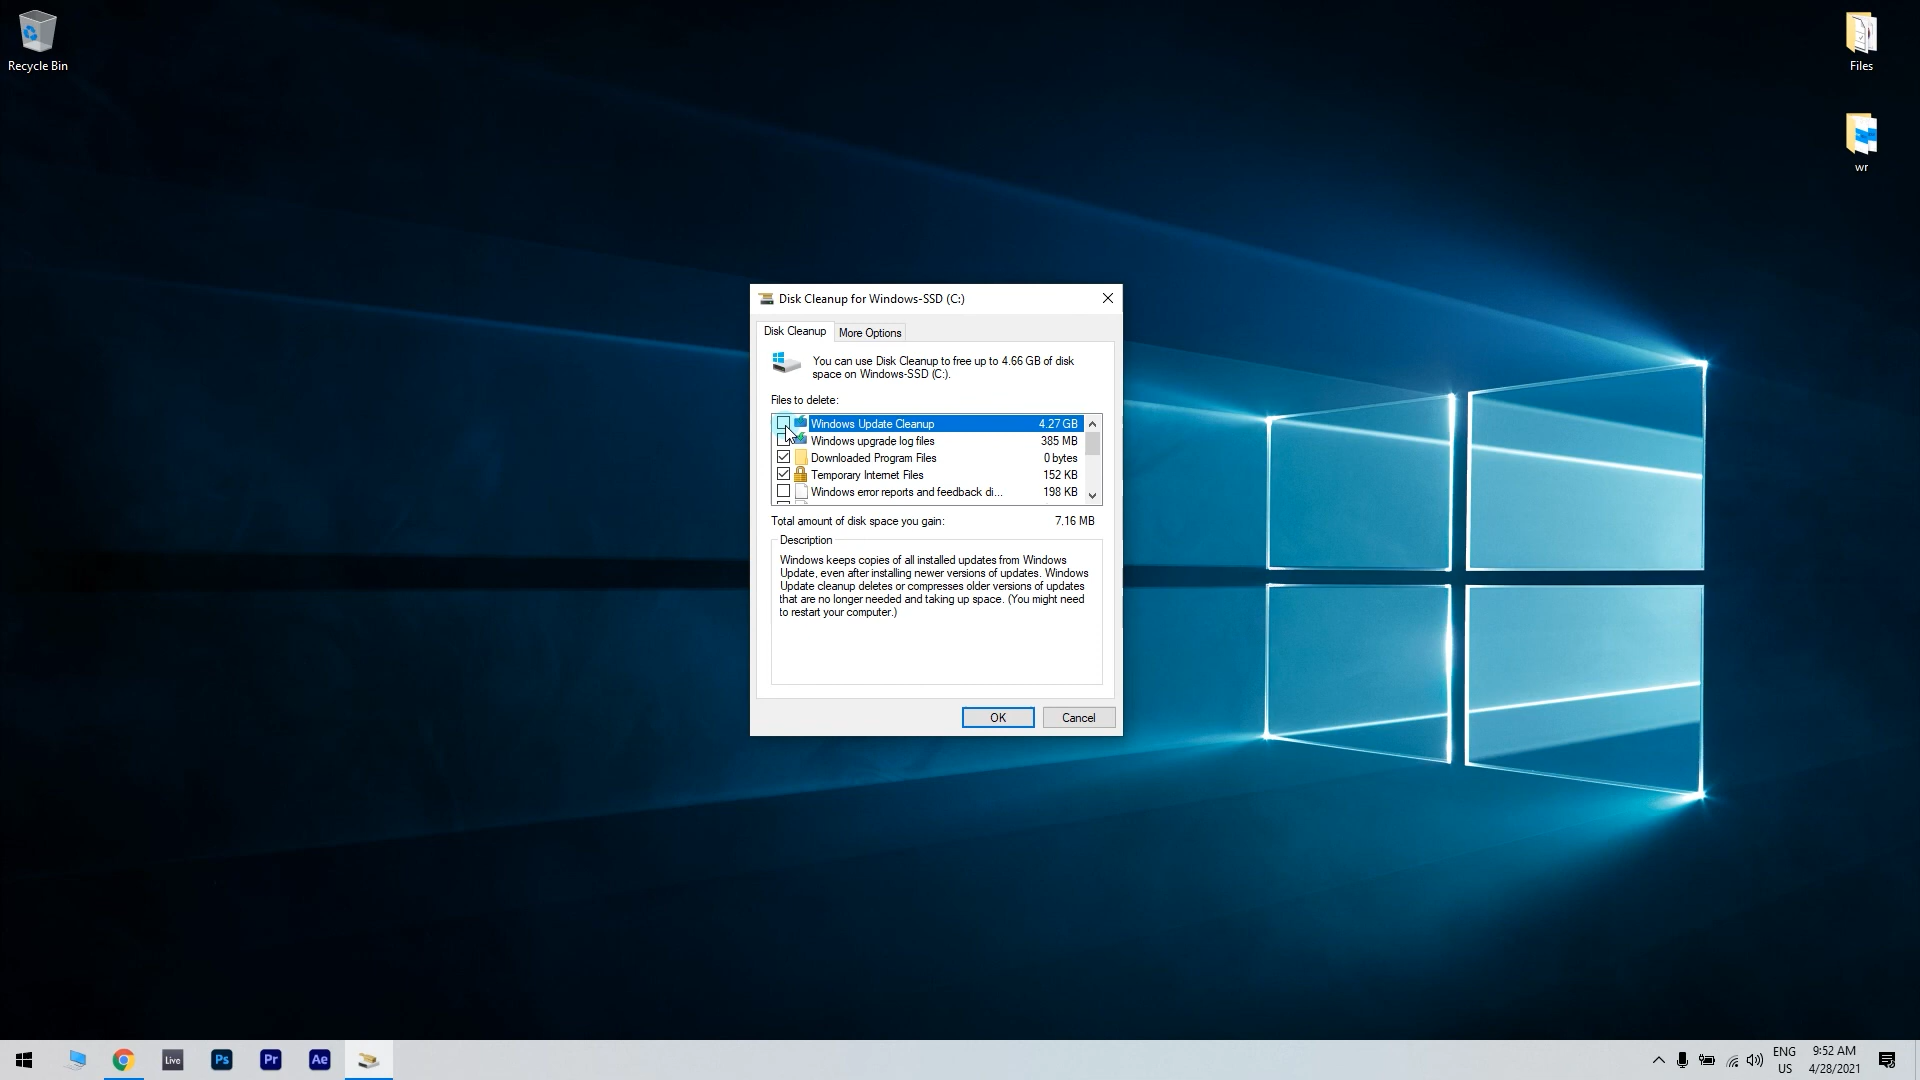 Recycle Bin
Files
wr
Disk Cleanup for Windows-SSD (C:)
Disk Cleanup
More Options
You can use Disk Cleanup to free up to 4.66 GB of disk
space on Windows-SSD (C:).
Files to delete:
Windows Update Cleanup 4.27 GB
Windows upgrade log files 385 MB
Downloaded Program Files 0 bytes
Temporary Internet Files 152 KB
Windows error reports and feedback di... 198 KB
Total amount of disk space you gain: 7.16 MB
Description
Windows keeps copies of all installed updates from Windows
Update, even after installing newer versions of updates. Windows
Update cleanup deletes or compresses older versions of updates
that are no longer needed and taking up space. (You might need
to restart your computer.)
OK
Cancel
Live
Ps
Pr
Ae
ENG
US
9:52 AM
4/28/2021